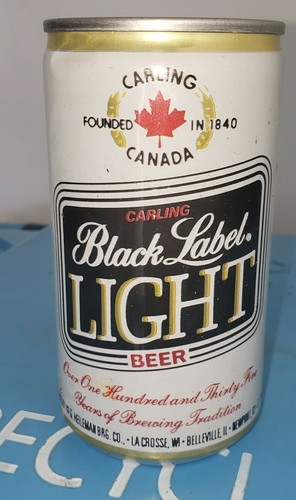 CARLING
FOUNDED IN 1840
CANADA
CARLING
Black Label®
LIGHT
BEER
Over One Hundred and Thirty Five
Years of Brewing Tradition
G. HEILEMAN BRG. CO., • LA CROSSE, WI • BELLEVILLE, IL • NEWPORT,
RECYCL